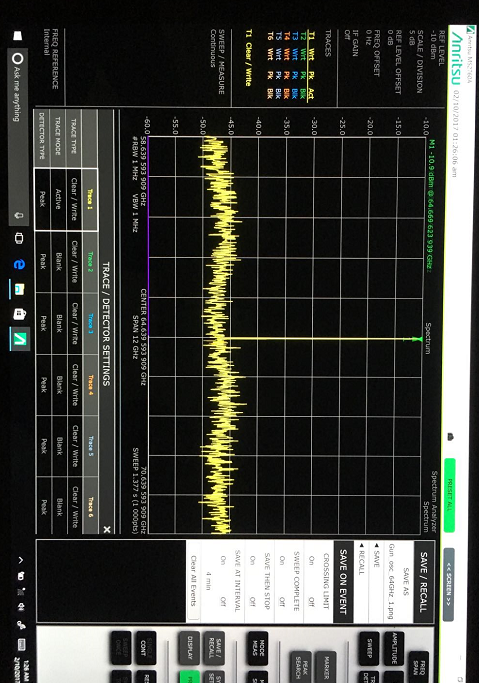 Anritsu MS2760A
Anritsu 02/10/2017 01:26:06 am
Spectrum
Spectrum Analyzer
Spectrum
PRESET ALL
<< SCREEN >>
REF LEVEL
-10 dBm
SCALE / DIVISION
5 dB
REF LEVEL OFFSET
0 dB
FREQ OFFSET
0 Hz
IF GAIN
Off
TRACES
T1 Wrt Pk Act
T2 Wrt Pk Blk
T3 Wrt Pk Blk
T4 Wrt Pk Blk
T5 Wrt Pk Blk
T6 Wrt Pk Blk
T1 Clear / Write
SWEEP / MEASURE
Continuous
FREQ REFERENCE
Internal
M1 -10.9 dBm @ 64.669 623 939 GHz
-10.0
-15.0
-20.0
-25.0
-30.0
-35.0
-40.0
-45.0
-50.0
-55.0
-60.0
58.639 593 909 GHz
CENTER 64.639 593 909 GHz
70.639 593 909 GHz
#RBW 1 MHz
VBW 1 MHz
SPAN 12 GHz
SWEEP 1.377 s (1 000pts)
TRACE / DETECTOR SETTINGS
X
Trace 1 Trace 2 Trace 3 Trace 4 Trace 5 Trace 6
TRACE TYPE Clear / Write Clear / Write Clear / Write Clear / Write Clear / Write Clear / Write
TRACE MODE Active Blank Blank Blank Blank Blank
DETECTOR TYPE Peak Peak Peak Peak Peak Peak
SAVE / RECALL
SAVE AS
Gun osc 64GHz_1.png
SAVE
RECALL
SAVE ON EVENT
CROSSING LIMIT
On Off
SWEEP COMPLETE
On Off
SAVE THEN STOP
On Off
SAVE AT INTERVAL
On Off
4 min
Clear All Events
FREQ
SPAN
AMPLITUDE
SWEEP
MARKER
PEAK
SEARCH
MODE
MEAS
SAVE /
RECALL
DISPLAY
CONT
Ask me anything
1:26 AM
2/10/2017